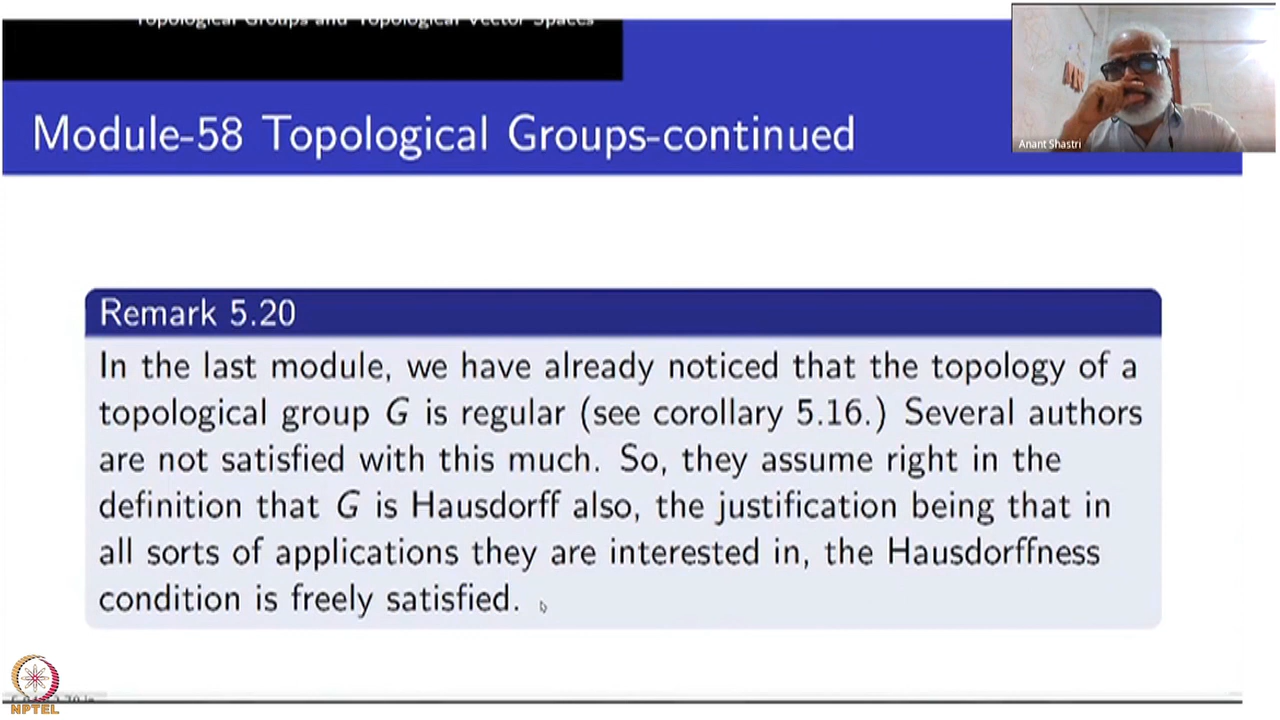 Topological Groups and Topological Vector Spaces
Module-58 Topological Groups-continued
Anant Shastri
Remark 5.20
In the last module, we have already noticed that the topology of a
topological group G is regular (see corollary 5.16.) Several authors
are not satisfied with this much. So, they assume right in the
definition that G is Hausdorff also, the justification being that in
all sorts of applications they are interested in, the Hausdorffness
condition is freely satisfied.
NPTEL